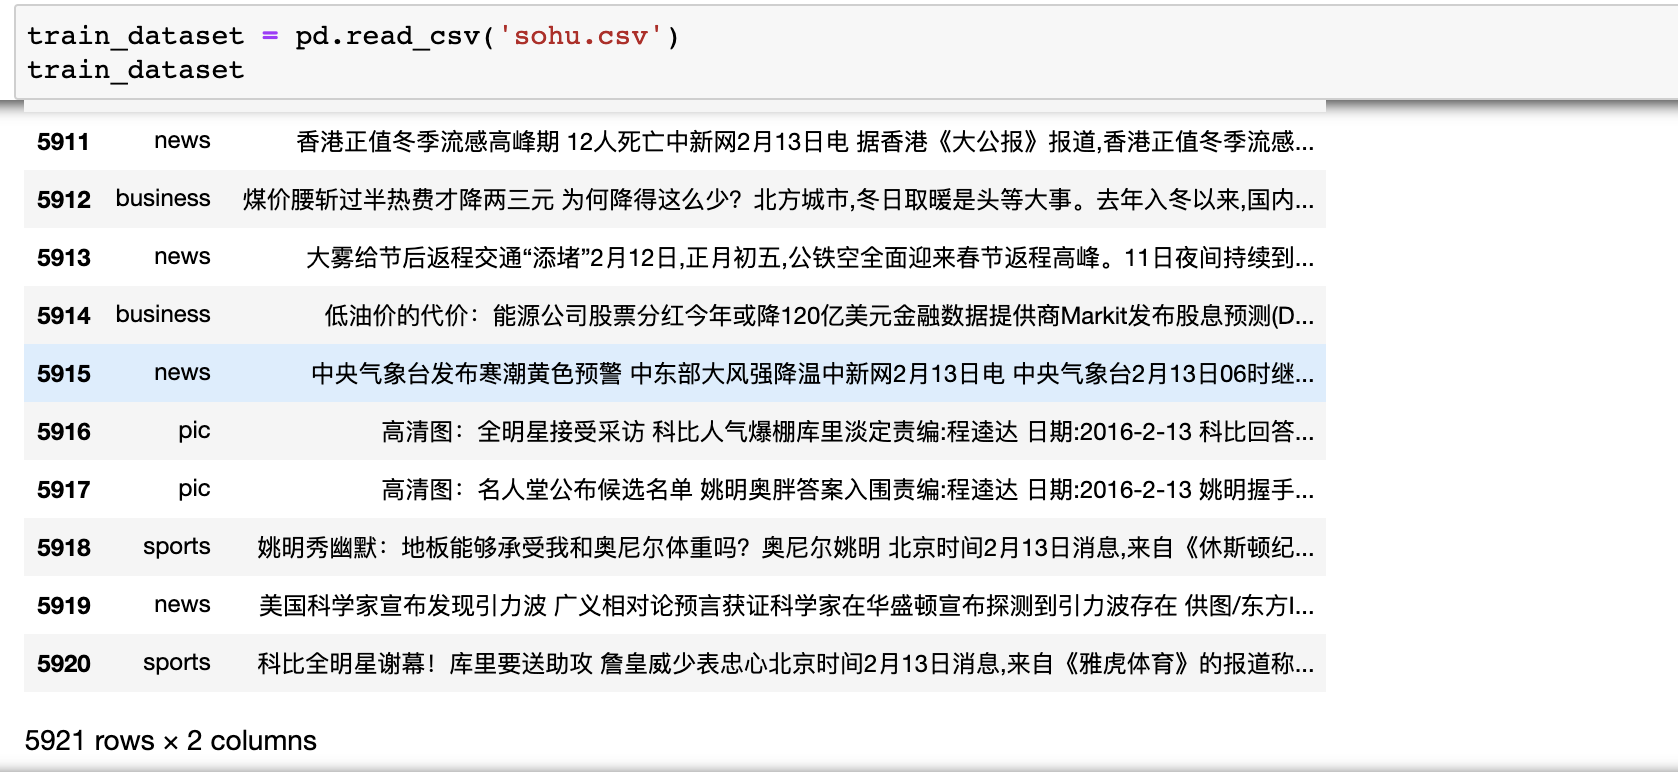 train_dataset = pd.read_csv('sohu.csv')
train_dataset
5911 news 香港正值冬季流感高峰期 12人死亡中新网2月13日电 据香港《大公报》报道,香港正值冬季流感...
5912 business 煤价腰斩过半热费才降两三元 为何降得这么少？北方城市,冬日取暖是头等大事。去年入冬以来,国内...
5913 news 大雾给节后返程交通“添堵”2月12日,正月初五,公铁空全面迎来春节返程高峰。11日夜间持续到...
5914 business 低油价的代价：能源公司股票分红今年或降120亿美元金融数据提供商Markit发布股息预测(D...
5915 news 中央气象台发布寒潮黄色预警 中东部大风强降温中新网2月13日电 中央气象台2月13日06时继...
5916 pic 高清图：全明星接受采访 科比人气爆棚库里淡定责编:程逵达 日期:2016-2-13 科比回答...
5917 pic 高清图：名人堂公布候选名单 姚明奥胖答案入围责编:程逵达 日期:2016-2-13 姚明握手...
5918 sports 姚明秀幽默：地板能够承受我和奥尼尔体重吗？奥尼尔姚明 北京时间2月13日消息,来自《休斯顿纪...
5919 news 美国科学家宣布发现引力波 广义相对论预言获证科学家在华盛顿宣布探测到引力波存在 供图/东方I...
5920 sports 科比全明星谢幕！库里要送助攻 詹皇威少表忠心北京时间2月13日消息,来自《雅虎体育》的报道称...
5921 rows × 2 columns